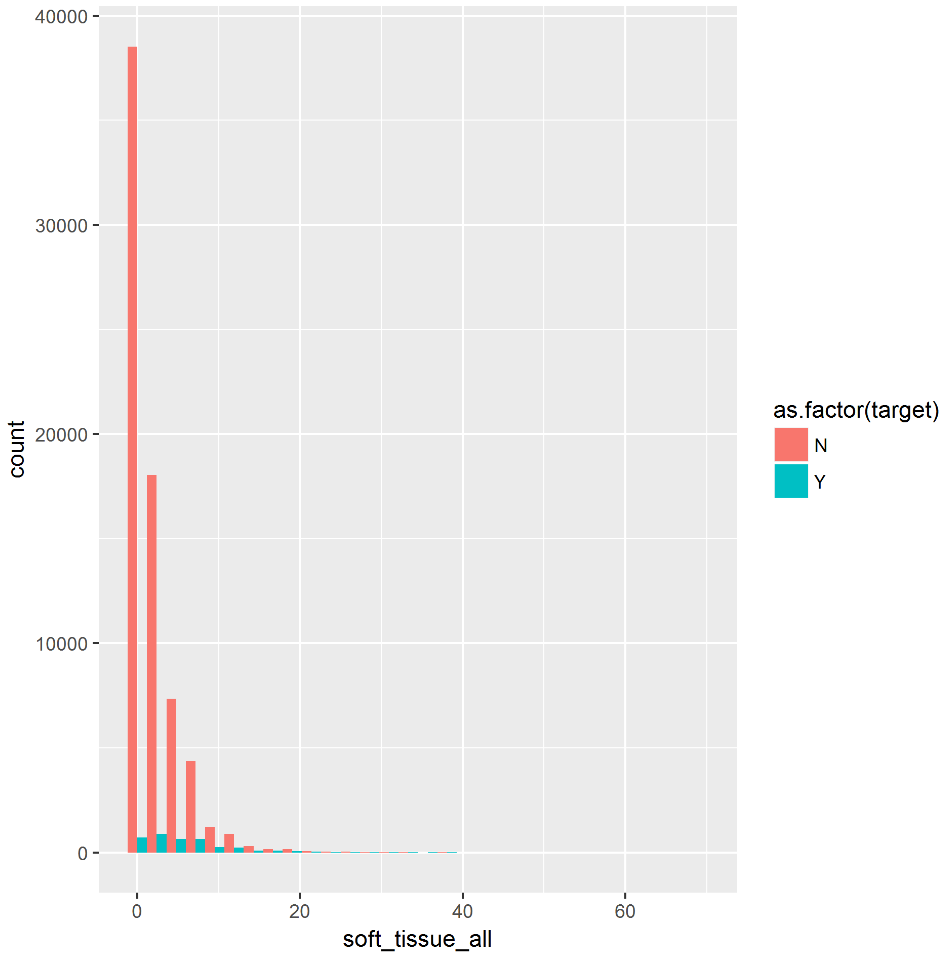 40000
30000
20000
10000
0
count
0 20 40 60
soft_tissue_all
as.factor(target)
N
Y